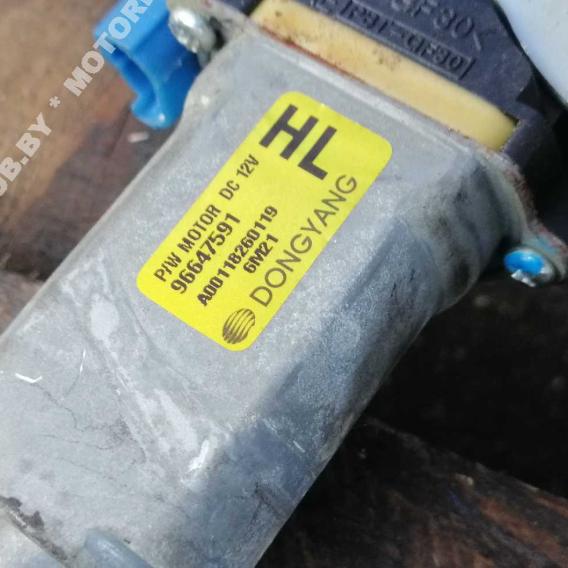 HL
P/W MOTOR DC 12V
96647591
A00118260119
6M21
DONGYANG